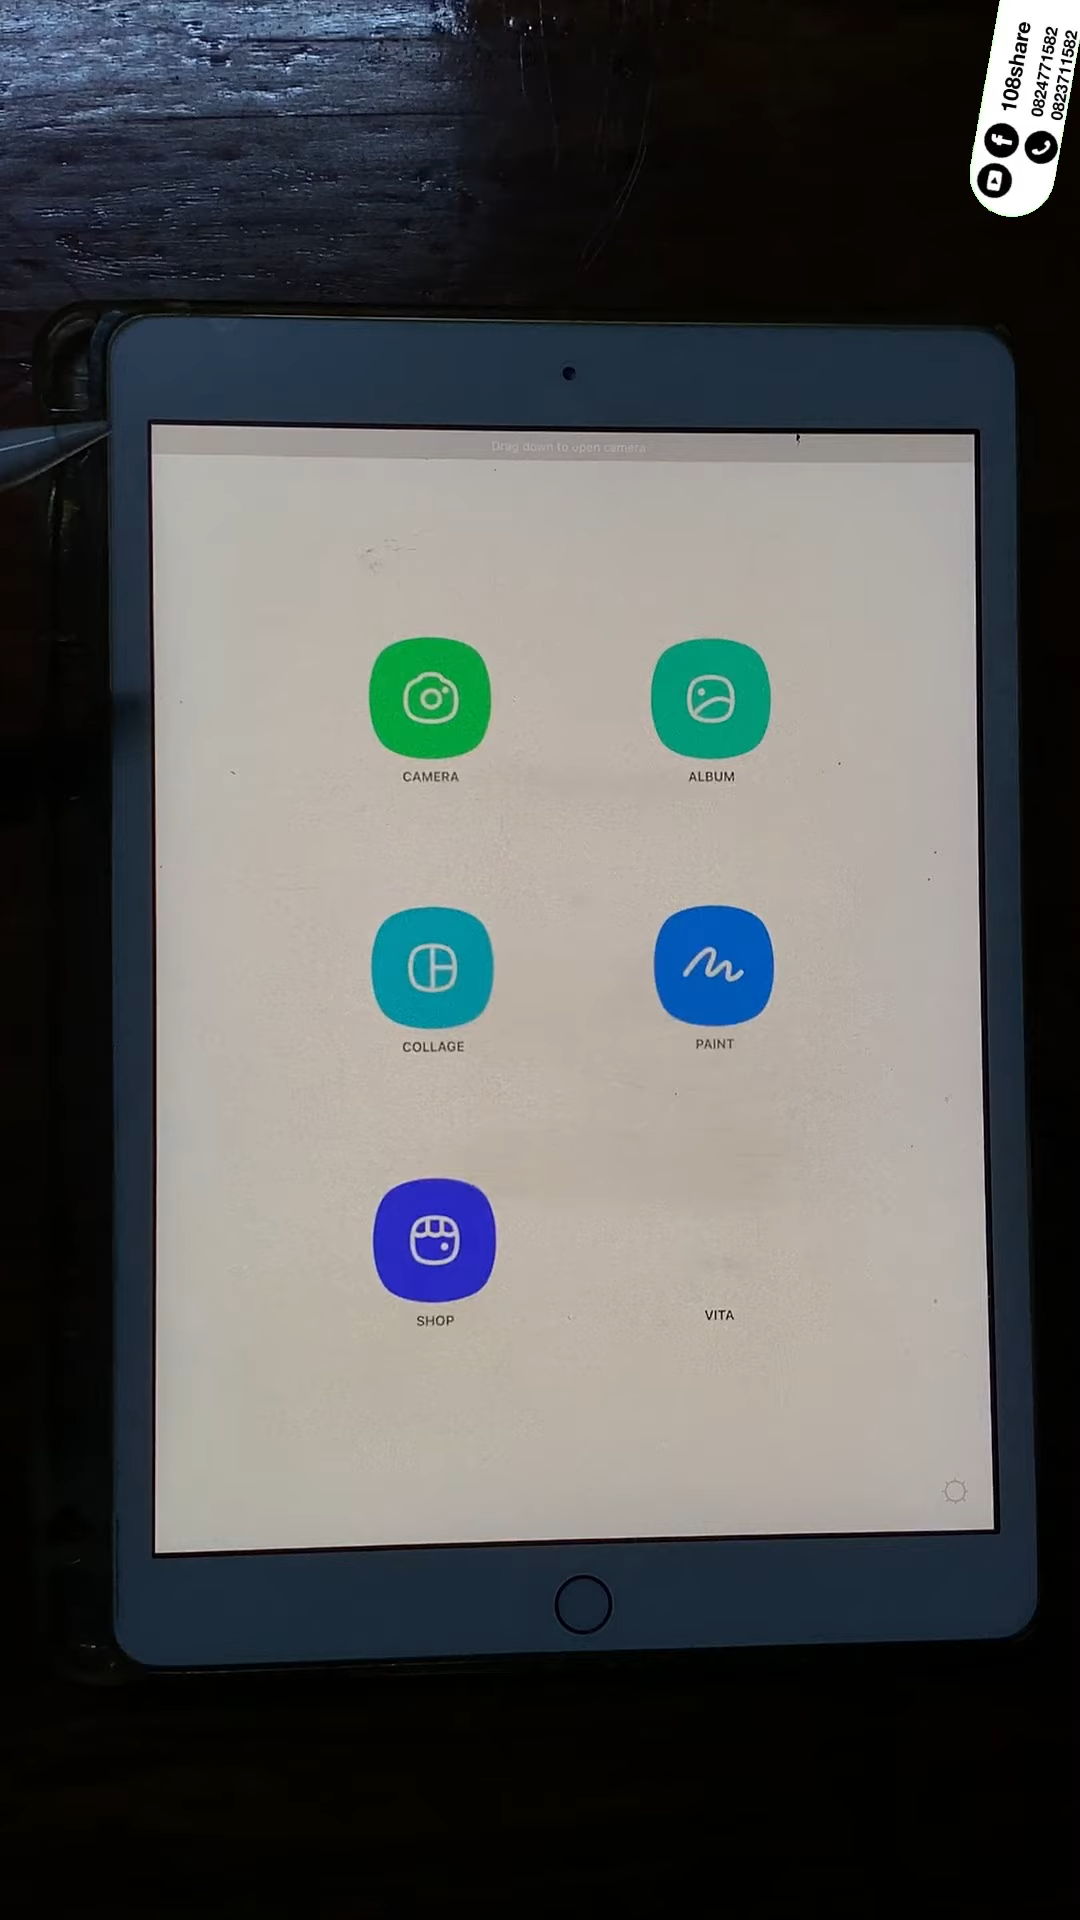 108share
0824771582
0823711582
Drag down to open camera
CAMERA
ALBUM
COLLAGE
PAINT
SHOP
VITA